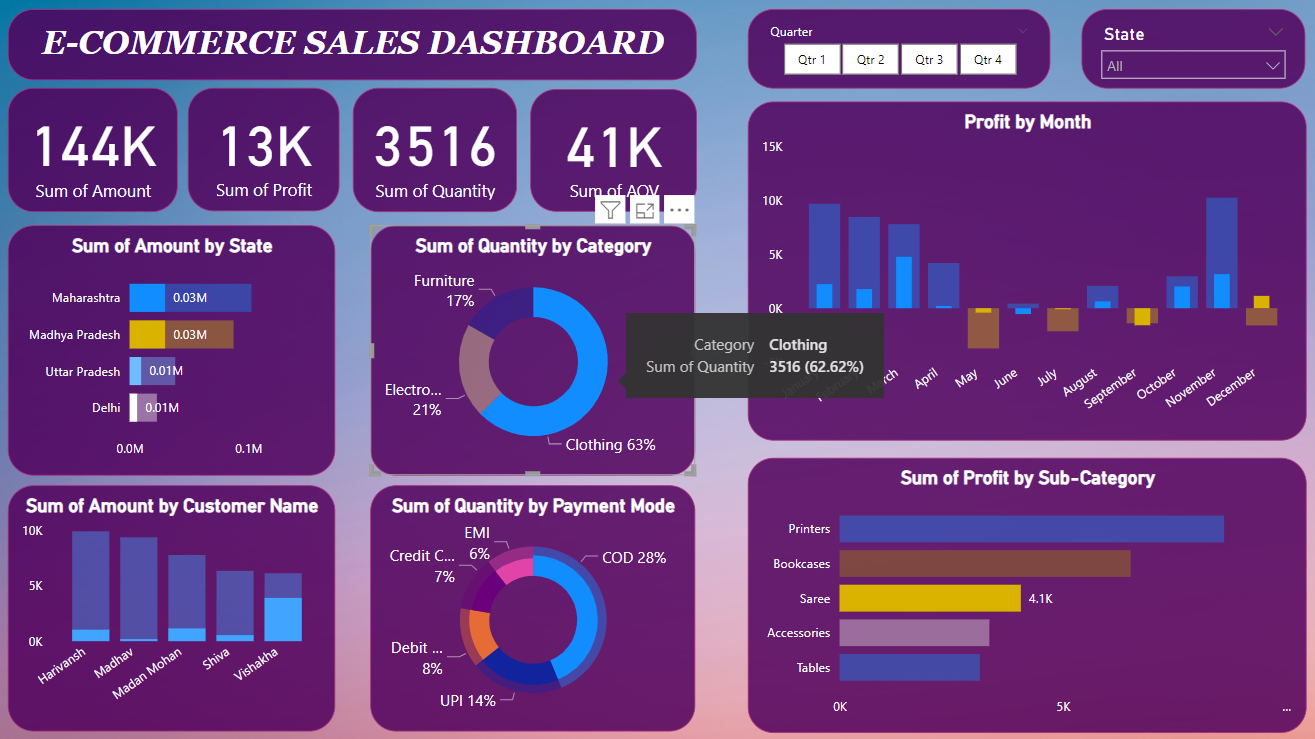 E-COMMERCE SALES DASHBOARD
Quarter
Qtr 1
Qtr 2
Qtr 3
Qtr 4
State
All
144K
Sum of Amount
13K
Sum of Profit
3516
Sum of Quantity
41K
Sum of AOV
Sum of Amount by State
Maharashtra
0.03M
Madhya Pradesh
0.03M
Uttar Pradesh
0.01M
Delhi
0.01M
0.0M
0.1M
Sum of Quantity by Category
Furniture
17%
Electro...
21%
Clothing 63%
Category Clothing
Sum of Quantity 3516 (62.62%)
Profit by Month
15K
10K
5K
0K
March
April
May
June
July
August
September
October
November
December
Sum of Amount by Customer Name
10K
5K
0K
Harivansh
Madhav
Madan Mohan
Shiva
Vishakha
Sum of Quantity by Payment Mode
EMI
6%
Credit C...
7%
COD 28%
Debit ...
8%
UPI 14%
Sum of Profit by Sub-Category
Printers
Bookcases
Saree
4.1K
Accessories
Tables
0K
5K
...